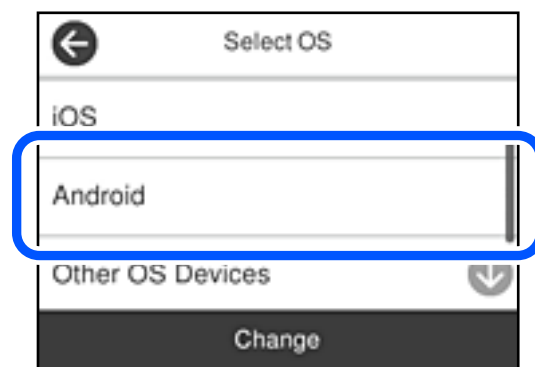 Select OS
iOS
Android
Other OS Devices
Change